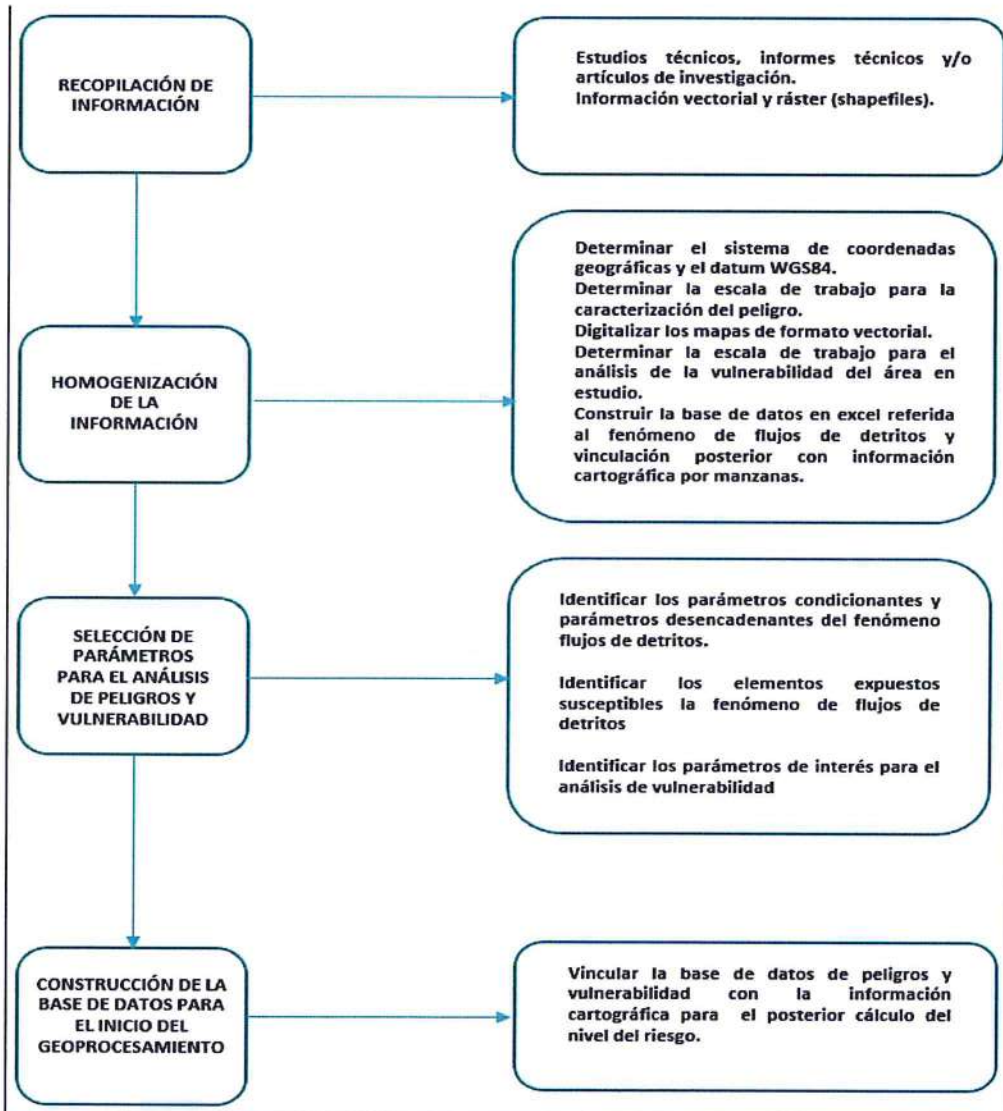 RECOPILACIÓN DE
INFORMACIÓN
Estudios técnicos, informes técnicos y/o
artículos de investigación.
Información vectorial y ráster (shapefiles).
HOMOGENIZACIÓN
DE LA
INFORMACIÓN
Determinar el sistema de coordenadas
geográficas y el datum WGS84.
Determinar la escala de trabajo para la
caracterización del peligro.
Digitalizar los mapas de formato vectorial.
Determinar la escala de trabajo para el
análisis de la vulnerabilidad del área en
estudio.
Construir la base de datos en excel referida
al fenómeno de flujos de detritos y
vinculación posterior con información
cartográfica por manzanas.
SELECCIÓN DE
PARÁMETROS
PARA EL ANÁLISIS
DE PELIGROS Y
VULNERABILIDAD
Identificar los parámetros condicionantes y
parámetros desencadenantes del fenómeno
flujos de detritos.
Identificar los elementos expuestos
susceptibles la fenómeno de flujos de
detritos
Identificar los parámetros de interés para el
análisis de vulnerabilidad
CONSTRUCCIÓN DE LA
BASE DE DATOS PARA
EL INICIO DEL
GEOPROCESAMIENTO
Vincular la base de datos de peligros y
vulnerabilidad con la información
cartográfica para el posterior cálculo del
nivel del riesgo.